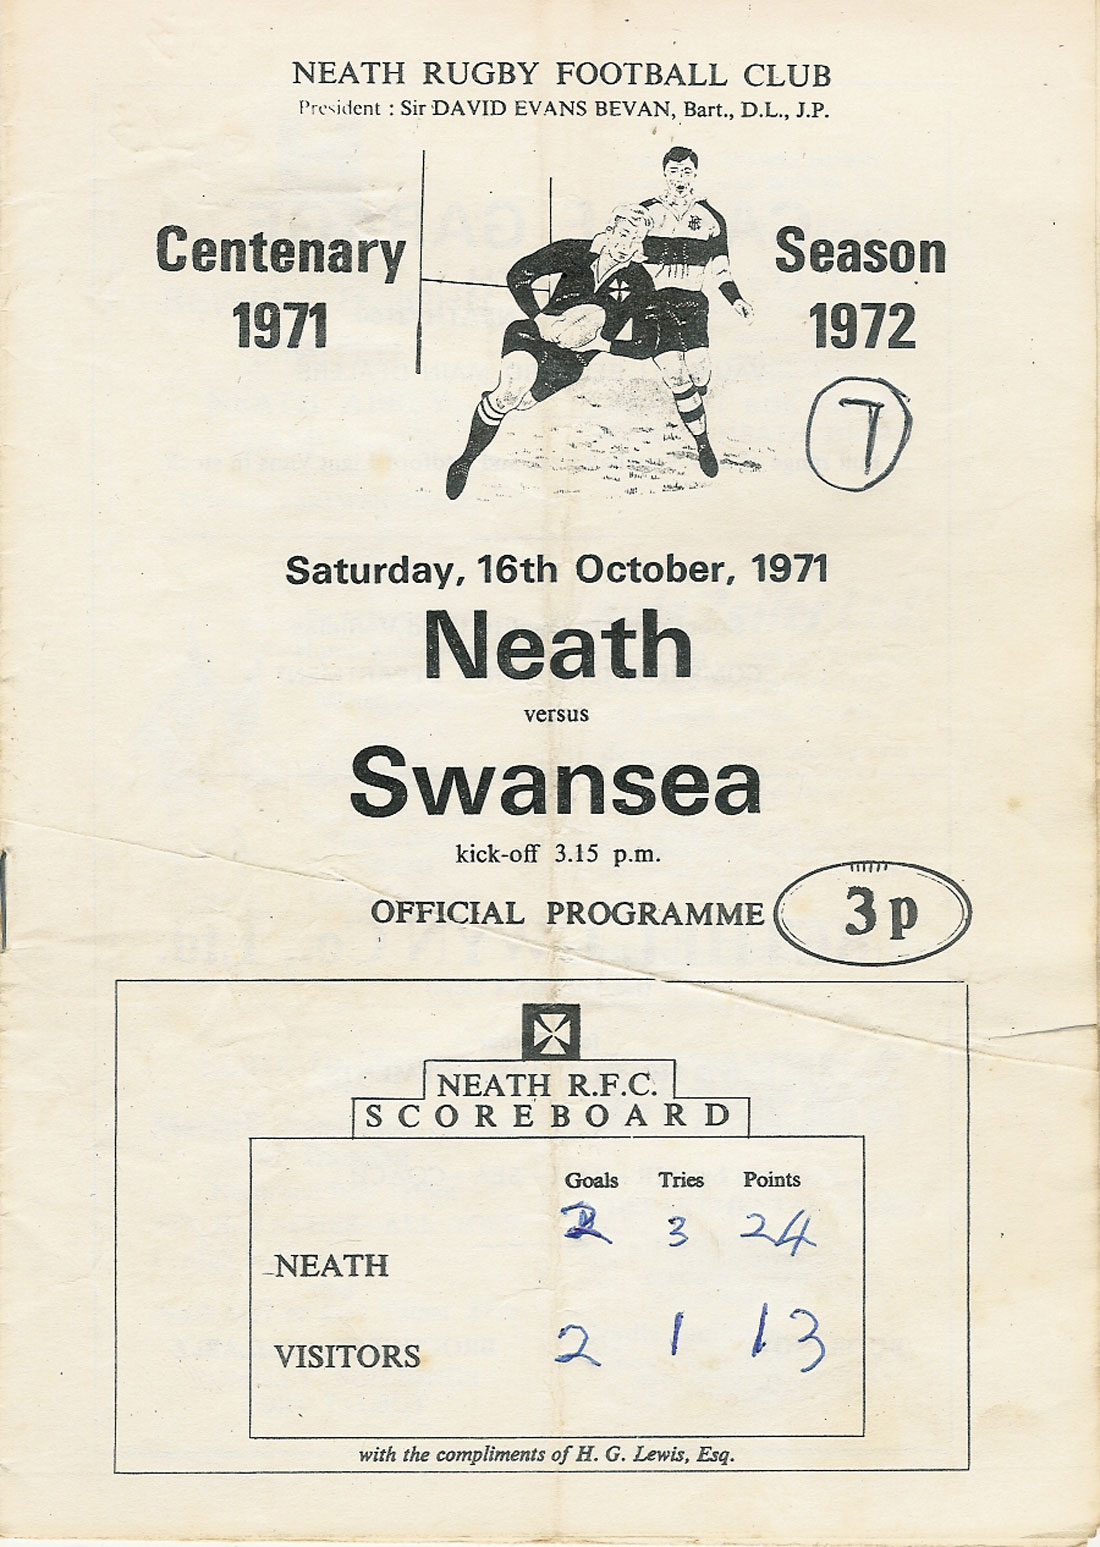 NEATH RUGBY FOOTBALL CLUB
President : Sir DAVID EVANS BEVAN, Bart., D.L., J.P.
Centenary
1971
Season
1972
7
Saturday, 16th October, 1971
Neath
versus
Swansea
kick-off 3.15 p.m.
OFFICIAL PROGRAMME 3p
NEATH R.F.C.
SCOREBOARD
Goals Tries Points
NEATH 2 3 24
VISITORS 2 1 13
with the compliments of H. G. Lewis, Esq.